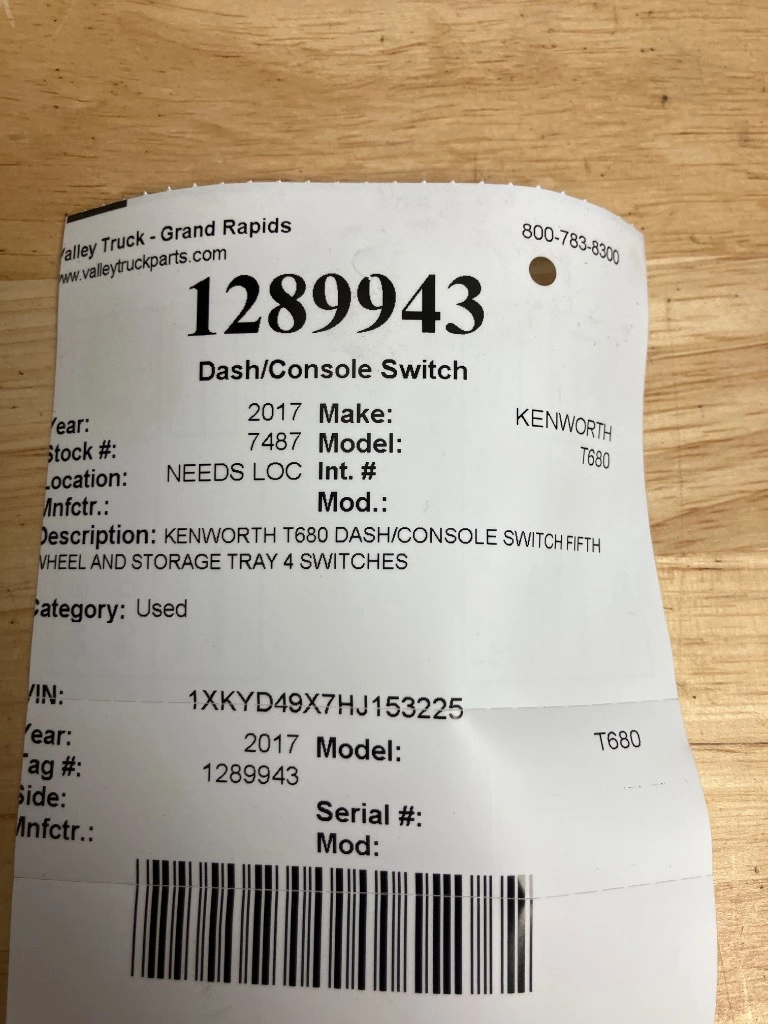 Valley Truck - Grand Rapids 800-783-8300
www.valleytruckparts.com
1289943
Dash/Console Switch
Year: 2017 Make: KENWORTH
Stock #: 7487 Model: T680
Location: NEEDS LOC Int. #
Mnfctr.: Mod.:
Description: KENWORTH T680 DASH/CONSOLE SWITCH FIFTH
WHEEL AND STORAGE TRAY 4 SWITCHES
Category: Used
VIN: 1XKYD49X7HJ153225
Year: 2017 Model: T680
Tag #: 1289943
Side: Serial #:
Mnfctr.: Mod: